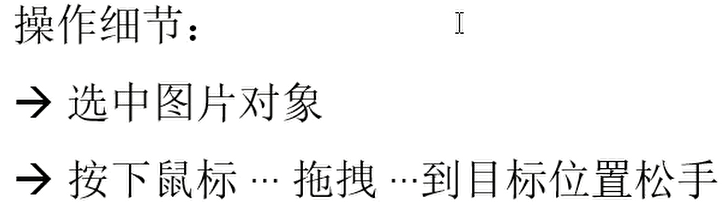 操作细节：
→ 选中图片对象
→ 按下鼠标 … 拖拽 …到目标位置松手